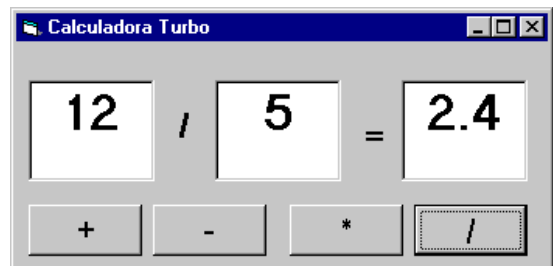 Calculadora Turbo
12 / 5 = 2.4
+ - * /